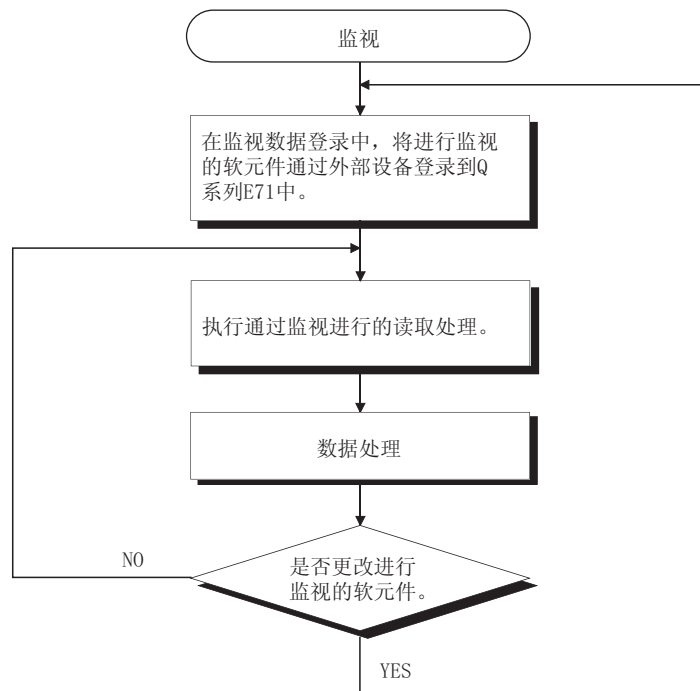 监视
在监视数据登录中，将进行监视
的软元件通过外部设备登录到Q
系列E71中。
执行通过监视进行的读取处理。
数据处理
NO
是否更改进行
监视的软元件。
YES